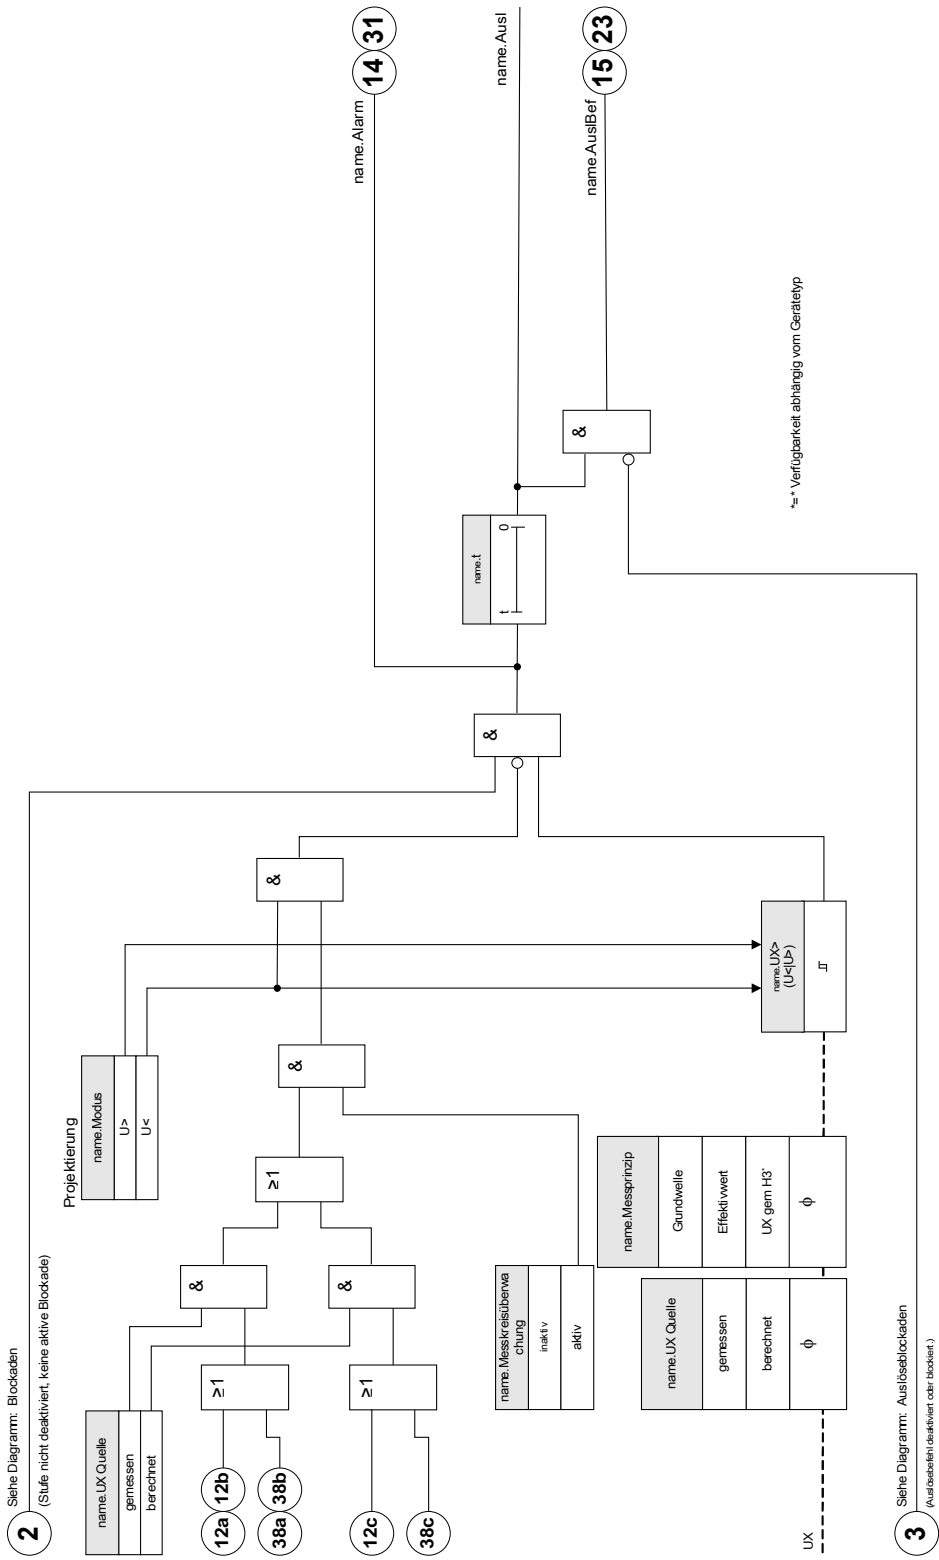 2
Siehe Diagramm: Blockaden
(Stufe nicht deaktiviert, keine aktive Blockade)
name.UX Quelle
gemessen
berechnet
Projektierung
name.Modus
U>
U<
12a
12b
38a
38b
12c
38c
≥1
≥1
&
&
≥1
&
&
&
name.Messkreisüberwa
chung
inaktiv
aktiv
UX
name.UX Quelle
gemessen
berechnet
ϕ
name.Messprinzip
Grundwelle
Effektivwert
UX gem H3*
ϕ
name.UX>
(U<|U>)
name.t
t
0
&
name.Alarm
14
31
name.Ausl
name.AuslBef
15
23
*=* Verfügbarkeit abhängig vom Gerätetyp
3
Siehe Diagramm: Auslöseblockaden
(Auslösebefehl deaktiviert oder blockiert.)